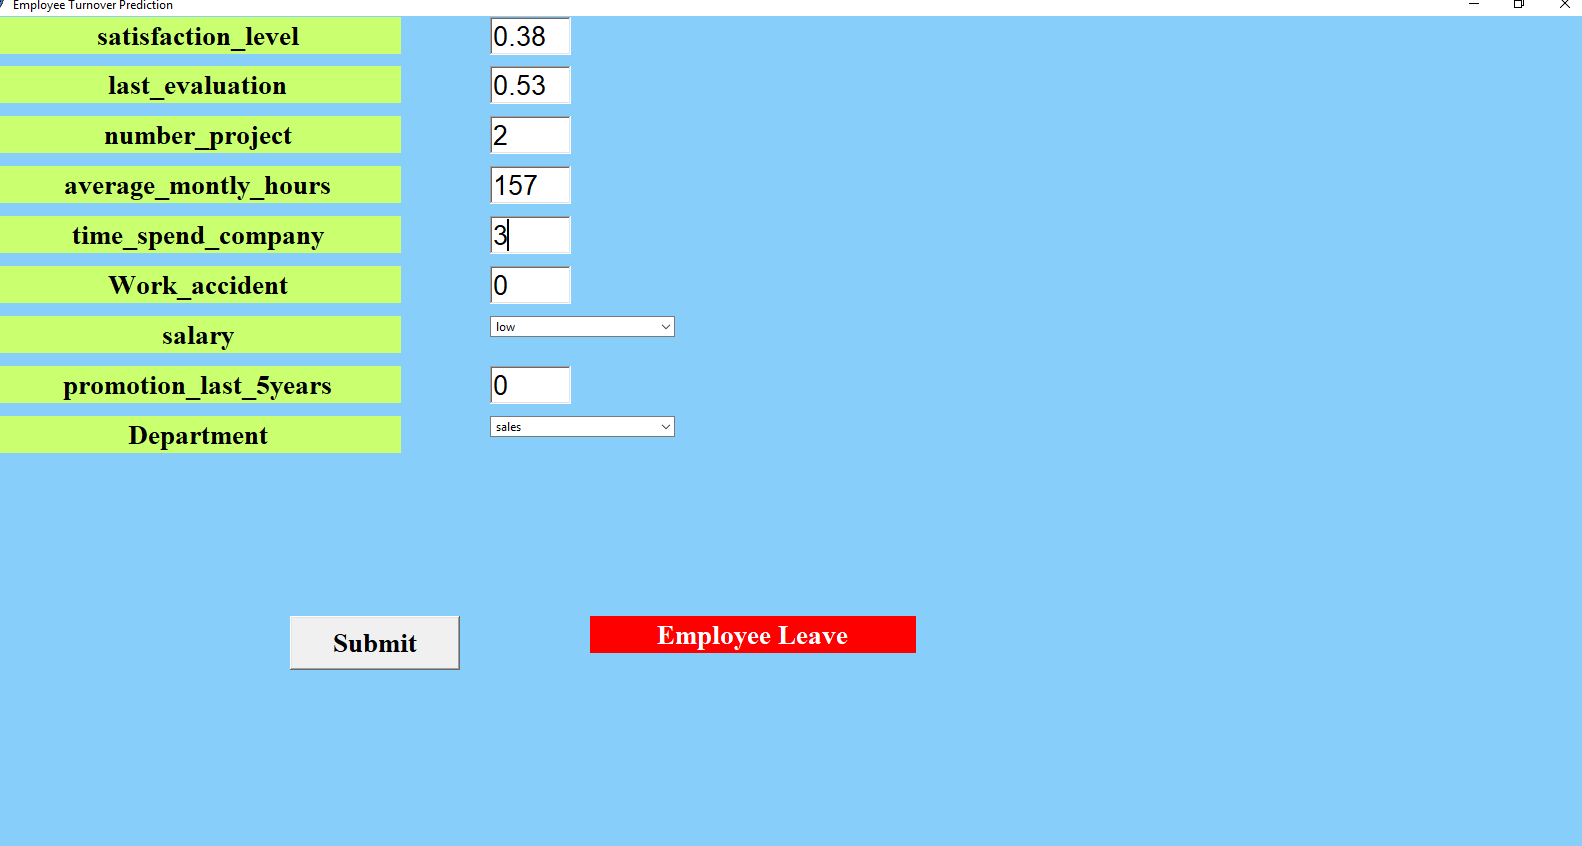 Employee Turnover Prediction
satisfaction_level 0.38
last_evaluation 0.53
number_project 2
average_montly_hours 157
time_spend_company 3
Work_accident 0
salary low
promotion_last_5years 0
Department sales
Submit Employee Leave